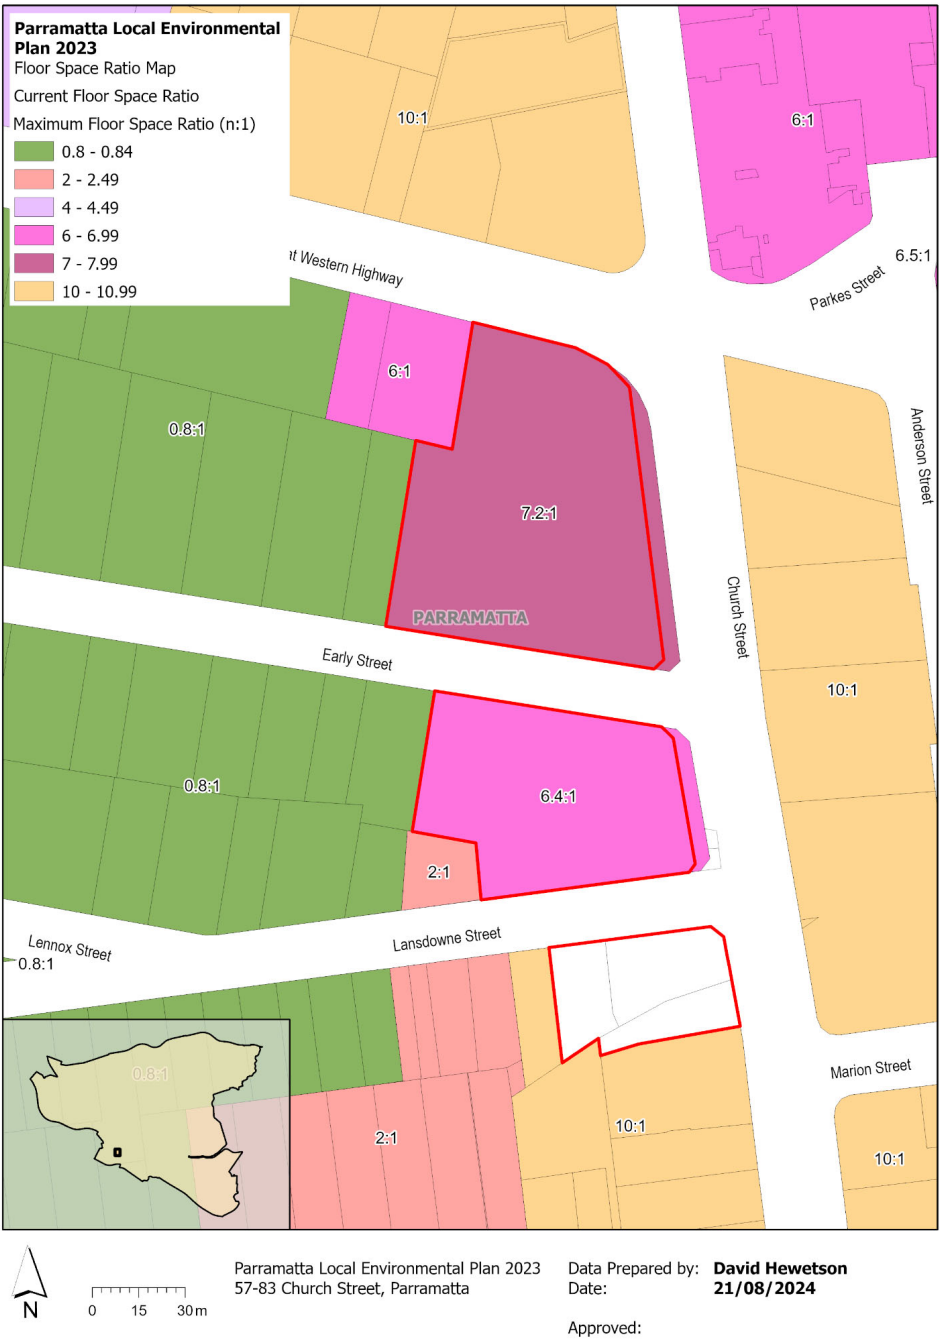 Parramatta Local Environmental
Plan 2023
Floor Space Ratio Map
Current Floor Space Ratio
Maximum Floor Space Ratio (n:1)
0.8 - 0.84
2 - 2.49
4 - 4.49
6 - 6.99
7 - 7.99
10 - 10.99
10:1
6:1
at Western Highway
6.5:1
Parkes Street
6:1
0.8:1
Anderson Street
7.2:1
Church Street
PARRAMATTA
Early Street
10:1
0.8:1
6.4:1
2:1
Lennox Street
Lansdowne Street
0.8:1
Marion Street
0.8:1
10:1
2:1
10:1
N
0 15 30 m
Parramatta Local Environmental Plan 2023
57-83 Church Street, Parramatta
Data Prepared by: David Hewetson
Date: 21/08/2024
Approved: